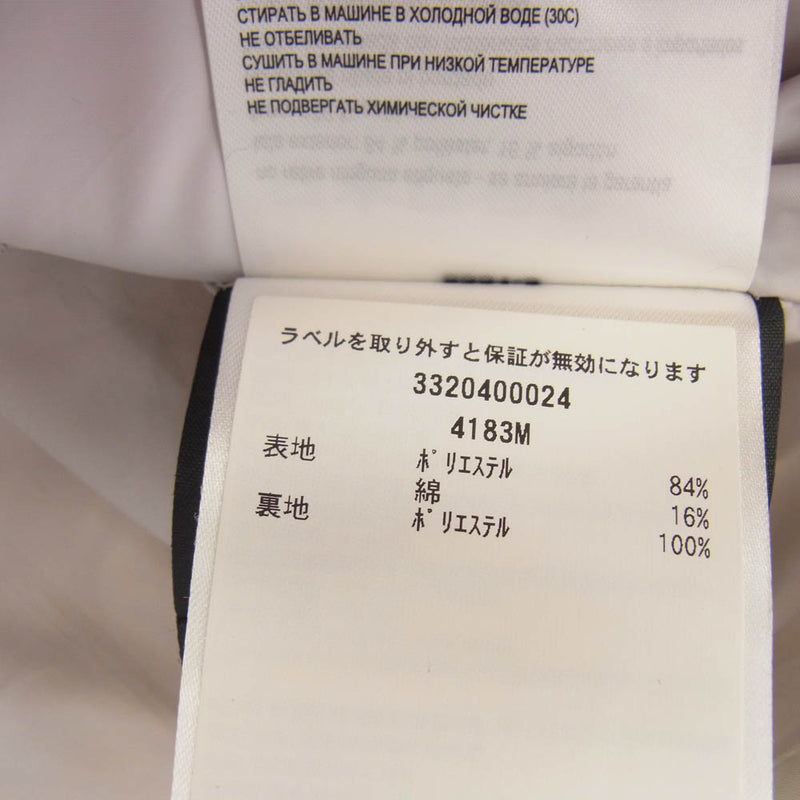 СТИРАТЬ В МАШИНЕ В ХОЛОДНОЙ ВОДЕ (30C)
НЕ ОТБЕЛИВАТЬ
СУШИТЬ В МАШИНЕ ПРИ НИЗКОЙ ТЕМПЕРАТУРЕ
НЕ ГЛАДИТЬ
НЕ ПОДВЕРГАТЬ ХИМИЧЕСКОЙ ЧИСТКЕ
ラベルを取り外すと保証が無効になります
3320400024
4183M
表地 ﾎﾟﾘｴｽﾃﾙ 84%
綿 16%
裏地 ﾎﾟﾘｴｽﾃﾙ 100%